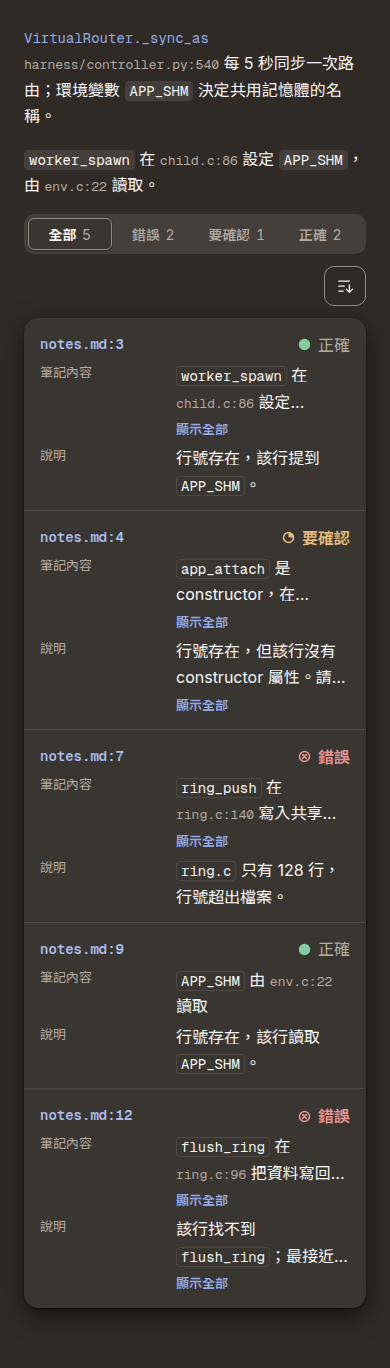 VirtualRouter._sync_as
harness/controller.py:540 每 5 秒同步一次路
由；環境變數 APP_SHM 決定共用記憶體的名
稱。
worker_spawn 在 child.c:86 設定 APP_SHM，
由 env.c:22 讀取。
全部 5 錯誤 2 要確認 1 正確 2
notes.md:3 正確
筆記內容 worker_spawn 在
child.c:86 設定…
顯示全部
說明 行號存在，該行提到
APP_SHM。
notes.md:4 要確認
筆記內容 app_attach 是
constructor，在…
顯示全部
說明 行號存在，但該行沒有
constructor 屬性。請…
顯示全部
notes.md:7 錯誤
筆記內容 ring_push 在
ring.c:140 寫入共享…
顯示全部
說明 ring.c 只有 128 行，
行號超出檔案。
notes.md:9 正確
筆記內容 APP_SHM 由 env.c:22
讀取
說明 行號存在，該行讀取
APP_SHM。
notes.md:12 錯誤
筆記內容 flush_ring 在
ring.c:96 把資料寫回…
顯示全部
說明 該行找不到
flush_ring；最接近…
顯示全部